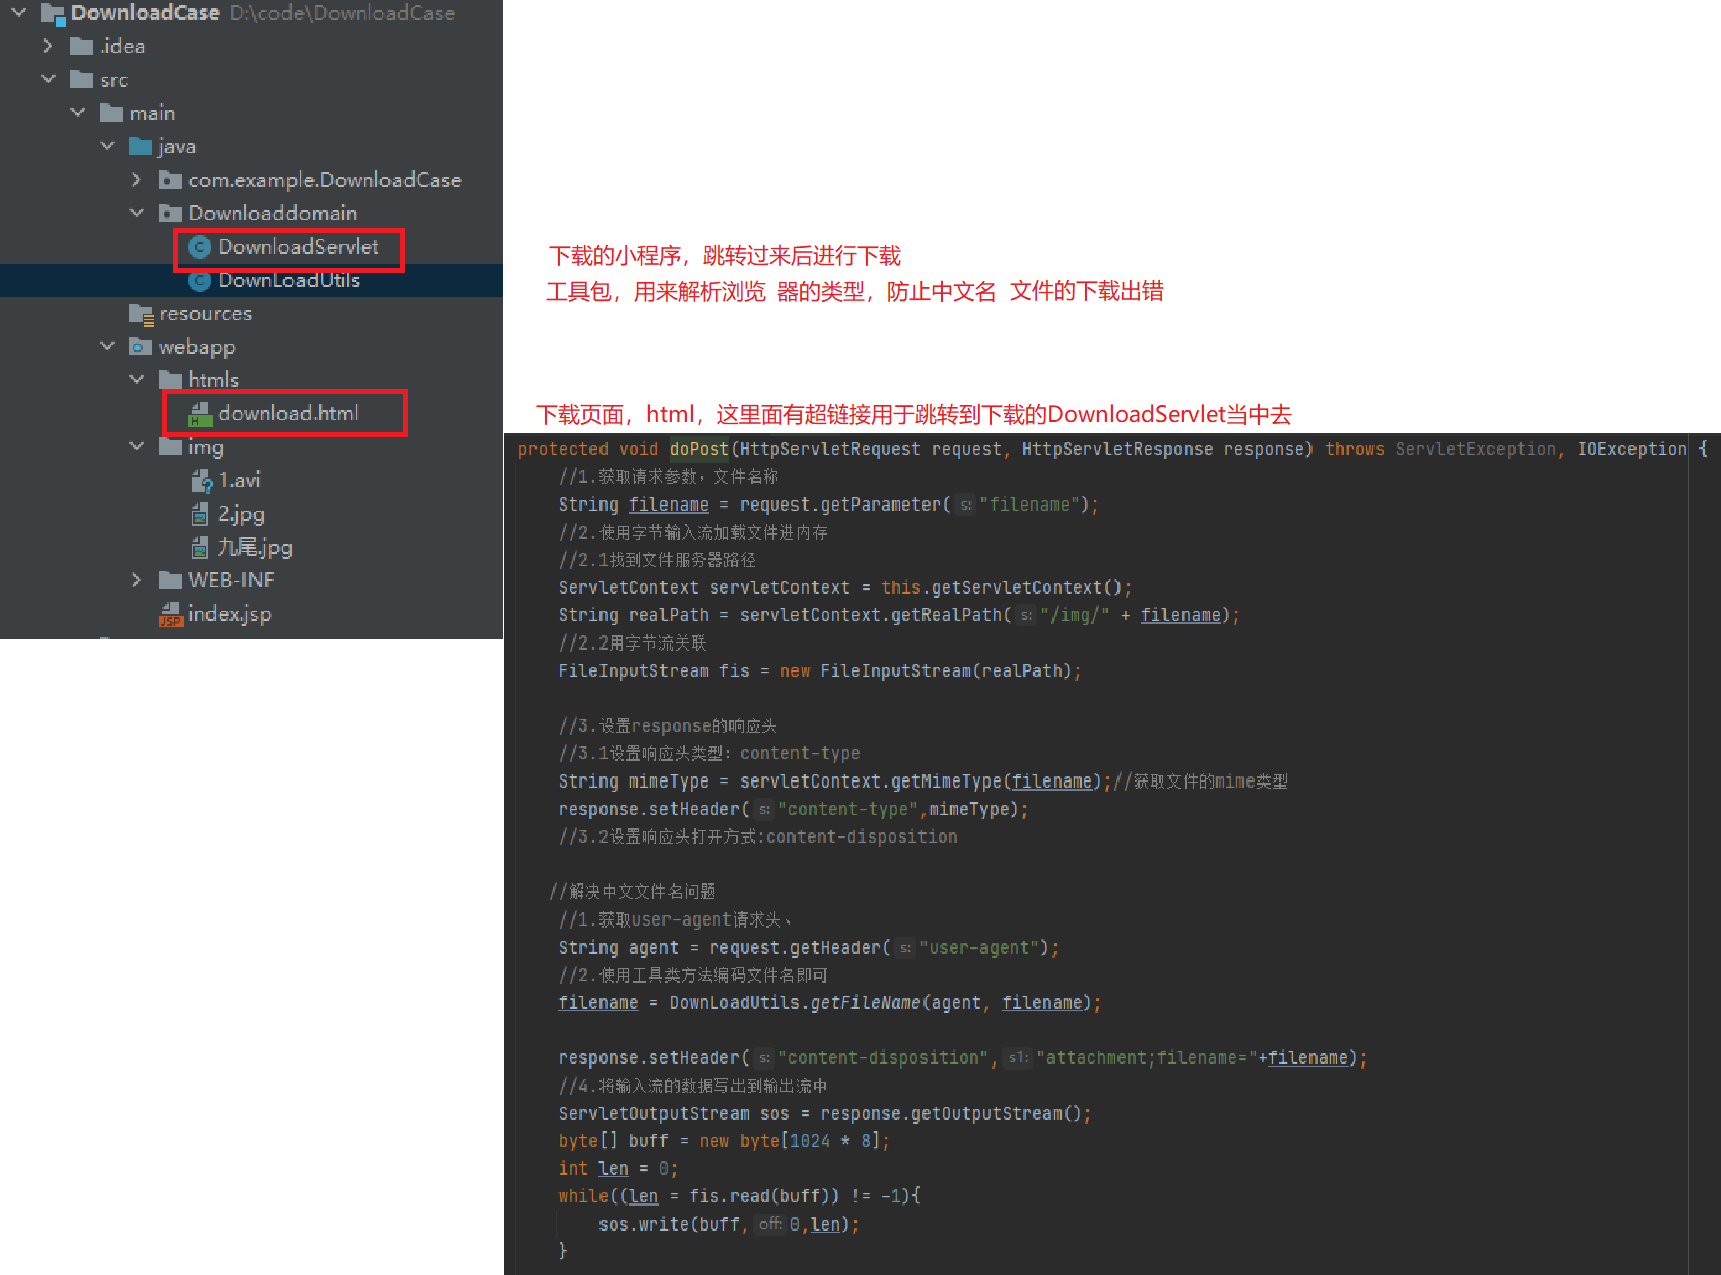 DownloadCase D:\code\DownloadCase
.idea
src
main
java
com.example.DownloadCase
Downloaddomain
DownloadServlet
DownLoadUtils
resources
webapp
htmls
download.html
img
1.avi
2.jpg
九尾.jpg
WEB-INF
index.jsp
下载的小程序，跳转过来后进行下载
工具包，用来解析浏览 器的类型，防止中文名 文件的下载出错
下载页面，html，这里面有超链接用于跳转到下载的DownloadServlet当中去
protected void doPost(HttpServletRequest request, HttpServletResponse response) throws ServletException, IOException {
//1.获取请求参数，文件名称
String filename = request.getParameter( s: "filename");
//2.使用字节输入流加载文件进内存
//2.1找到文件服务器路径
ServletContext servletContext = this.getServletContext();
String realPath = servletContext.getRealPath( s: "/img/" + filename);
//2.2用字节流关联
FileInputStream fis = new FileInputStream(realPath);
//3.设置response的响应头
//3.1设置响应头类型：content-type
String mimeType = servletContext.getMimeType(filename);//获取文件的mime类型
response.setHeader( s: "content-type",mimeType);
//3.2设置响应头打开方式:content-disposition
//解决中文文件名问题
//1.获取user-agent请求头、
String agent = request.getHeader( s: "user-agent");
//2.使用工具类方法编码文件名即可
filename = DownLoadUtils.getFileName(agent, filename);
response.setHeader( s: "content-disposition", s1: "attachment;filename="+filename);
//4.将输入流的数据写出到输出流中
ServletOutputStream sos = response.getOutputStream();
byte[] buff = new byte[1024 * 8];
int len = 0;
while((len = fis.read(buff)) != -1){
sos.write(buff, off: 0,len);
}